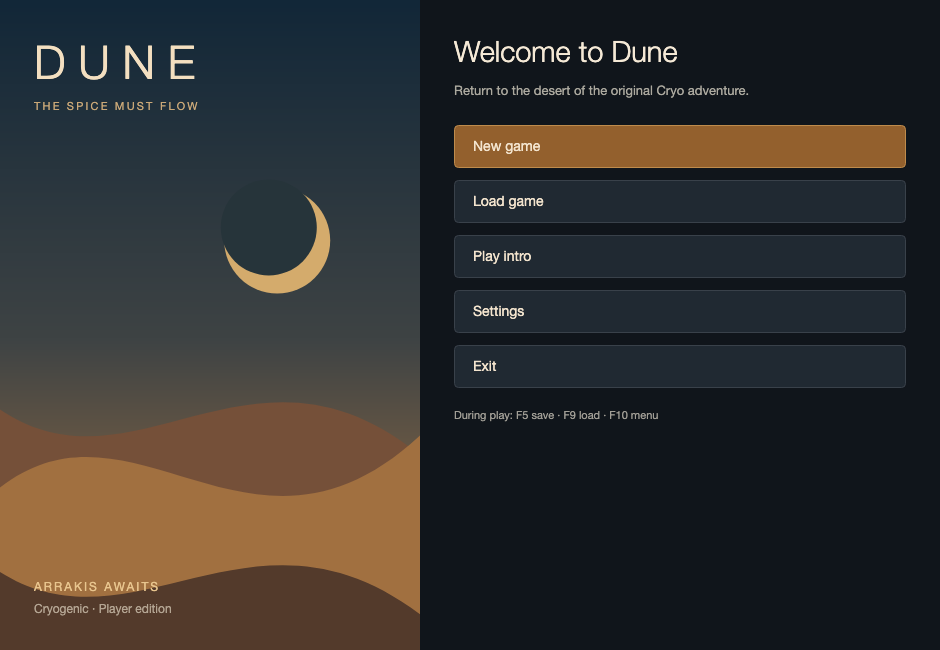 DUNE
THE SPICE MUST FLOW
ARRAKIS AWAITS
Cryogenic · Player edition
Welcome to Dune
Return to the desert of the original Cryo adventure.
New game
Load game
Play intro
Settings
Exit
During play: F5 save · F9 load · F10 menu